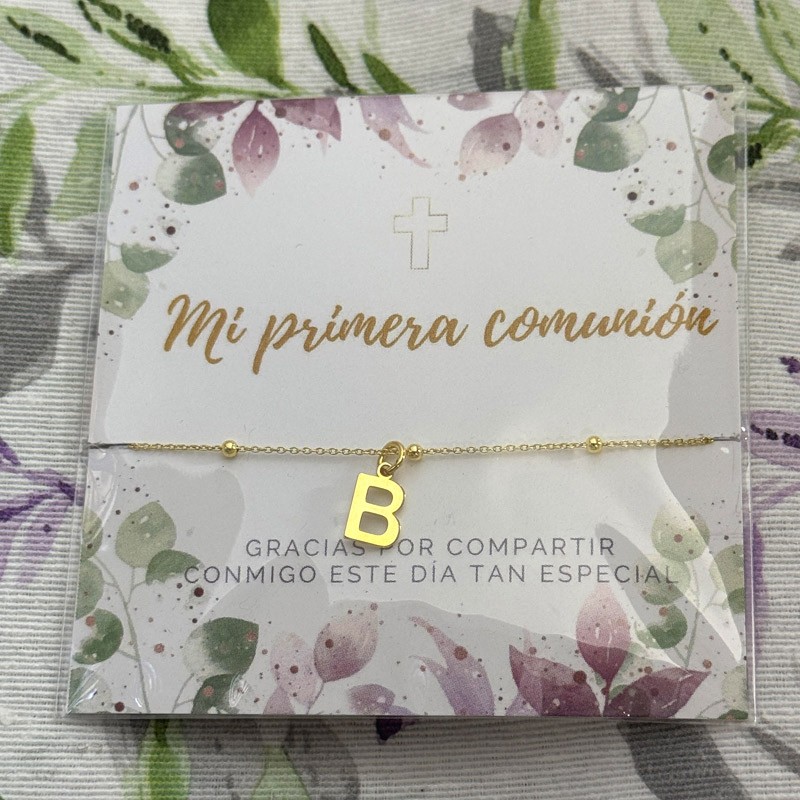 Mi primera comunión
B
GRACIAS POR COMPARTIR
CONMIGO ESTE DÍA TAN ESPECIAL